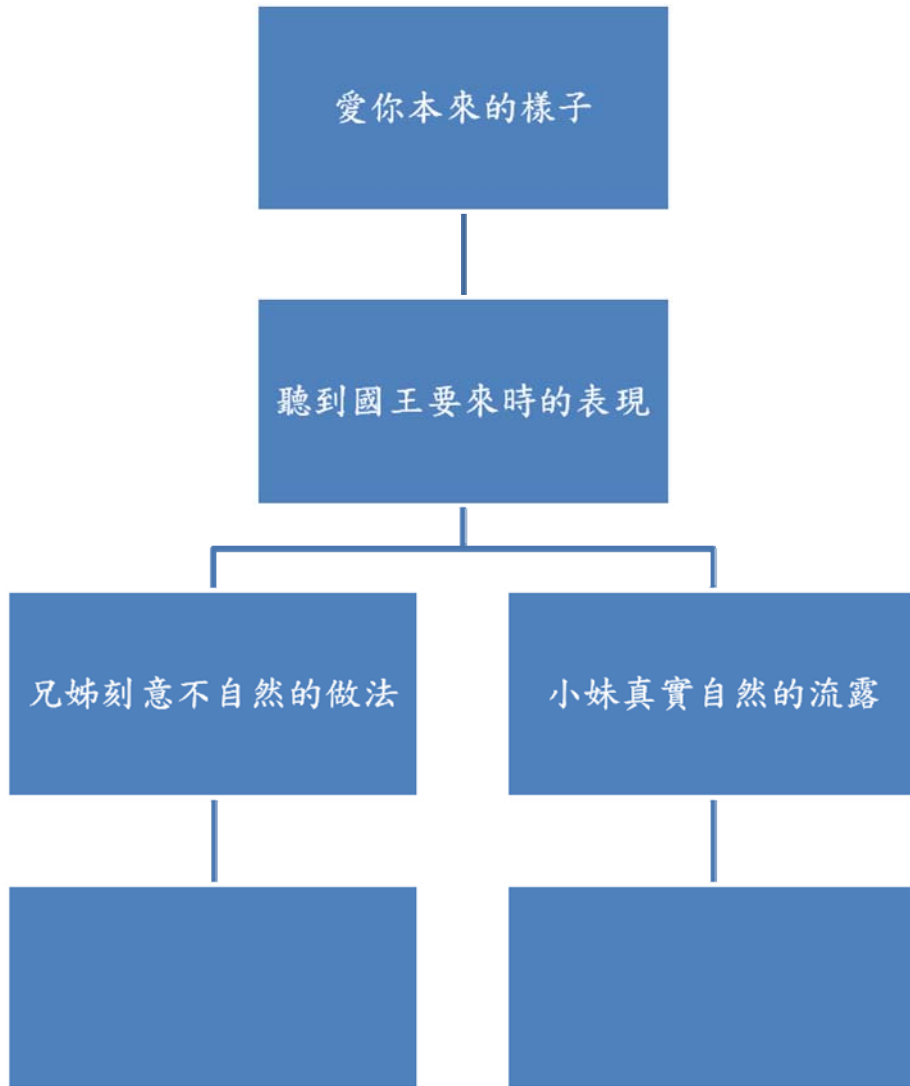 愛你本來的樣子
聽到國王要來時的表現
兄姊刻意不自然的做法
小妹真實自然的流露